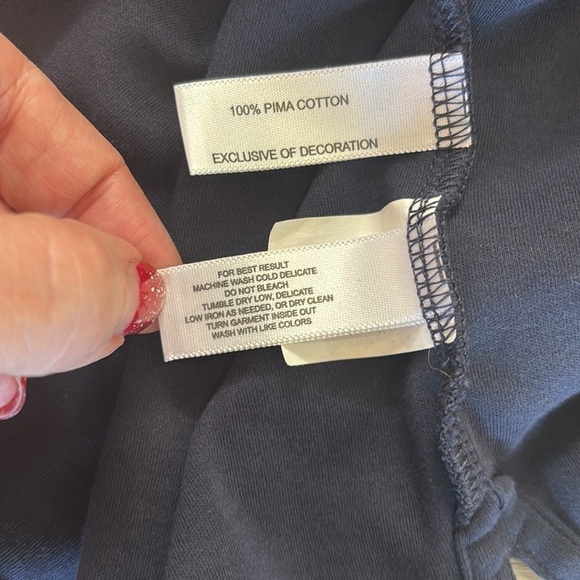 100% PIMA COTTON
EXCLUSIVE OF DECORATION
FOR BEST RESULT
MACHINE WASH COLD DELICATE
DO NOT BLEACH
TUMBLE DRY LOW, DELICATE
LOW IRON AS NEEDED, OR DRY CLEAN
TURN GARMENT INSIDE OUT
WASH WITH LIKE COLORS